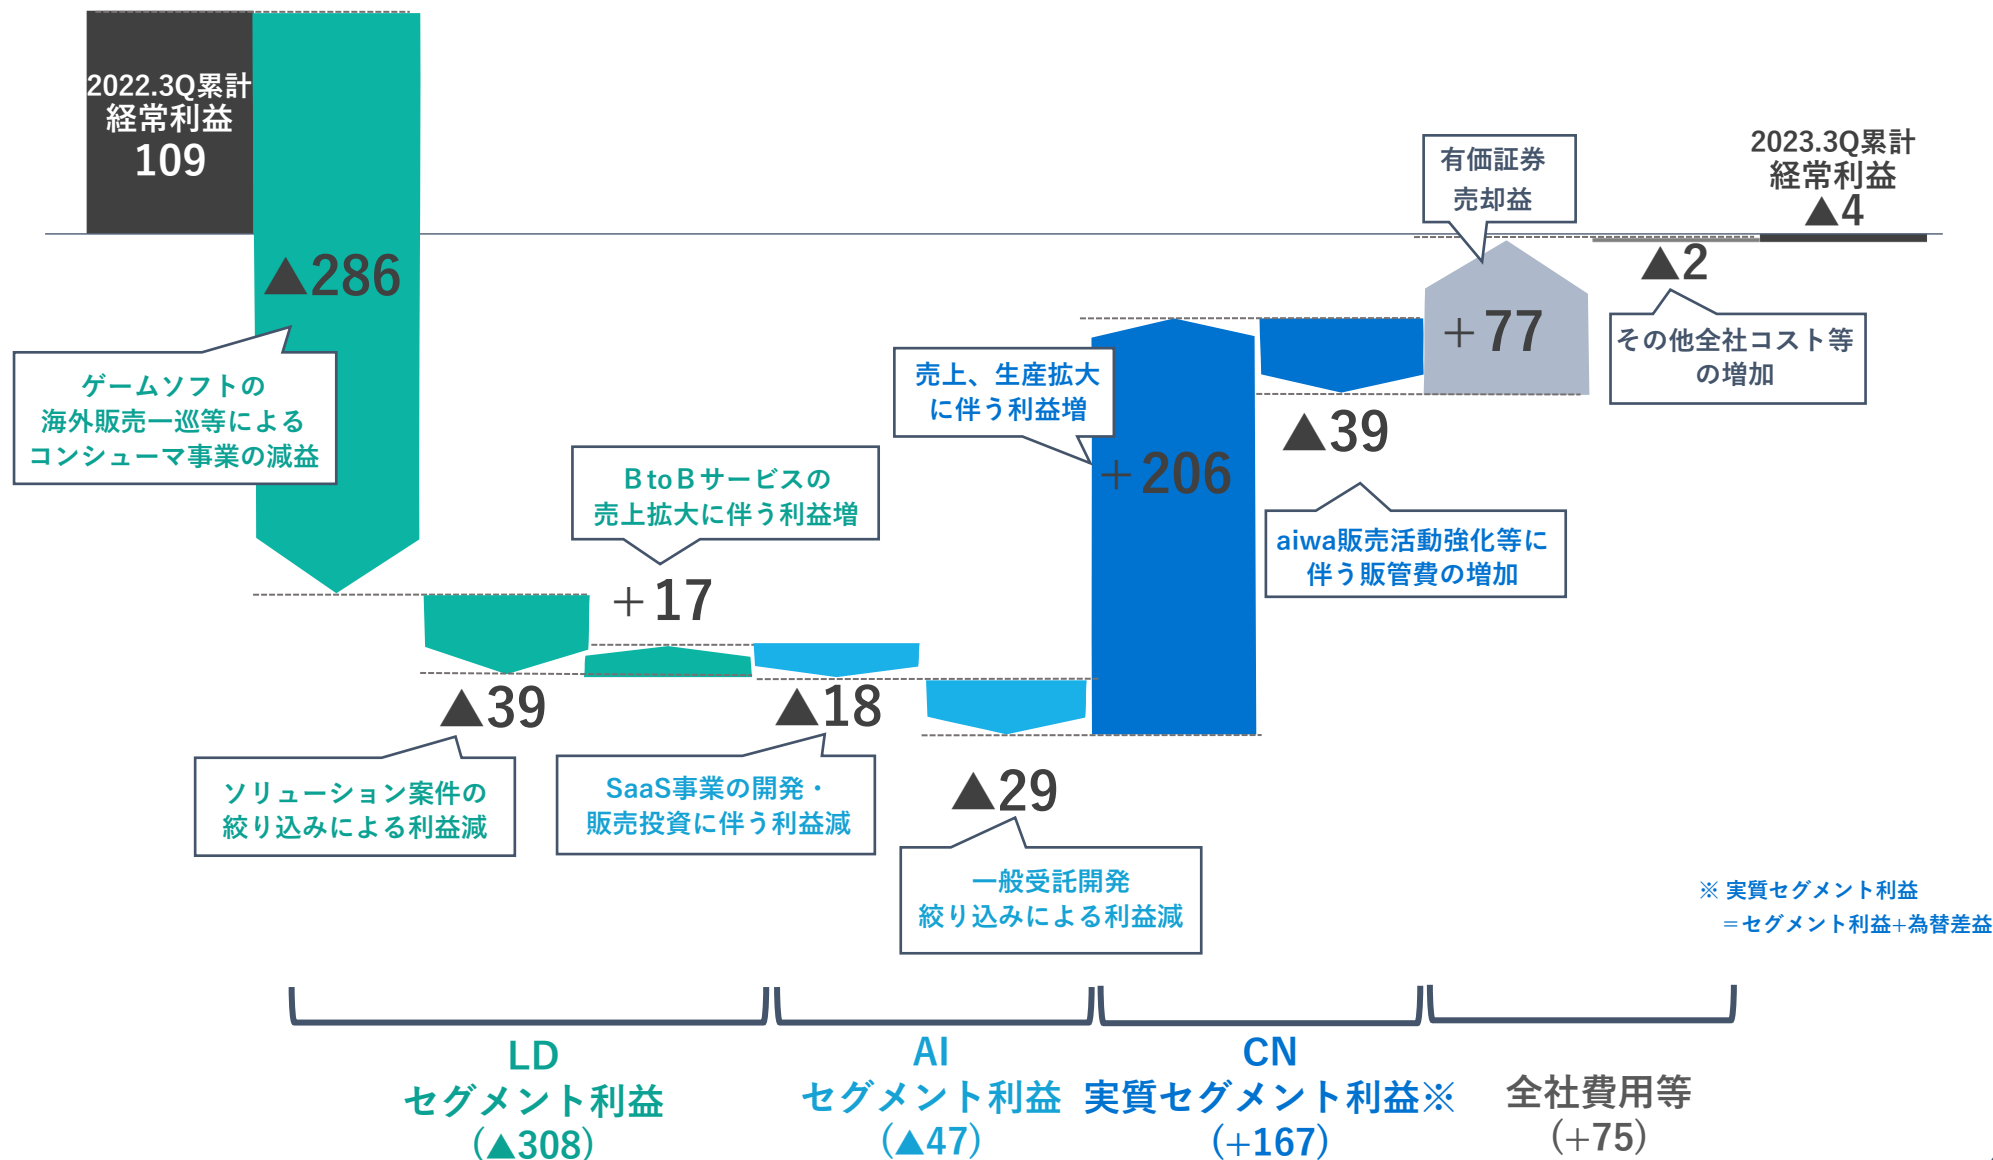 2022.3Q累計
経常利益
109
▲286
ゲームソフトの
海外販売一巡等による
コンシューマ事業の減益
▲39
ソリューション案件の
絞り込みによる利益減
BtoBサービスの
売上拡大に伴う利益増
＋17
▲18
SaaS事業の開発・
販売投資に伴う利益減
▲29
一般受託開発
絞り込みによる利益減
売上、生産拡大
に伴う利益増
＋206
▲39
aiwa販売活動強化等に
伴う販管費の増加
有価証券
売却益
＋77
▲2
その他全社コスト等
の増加
2023.3Q累計
経常利益
▲4
※ 実質セグメント利益
＝セグメント利益+為替差益
LD
セグメント利益
(▲308)
AI
セグメント利益
(▲47)
CN
実質セグメント利益※
(+167)
全社費用等
(+75)